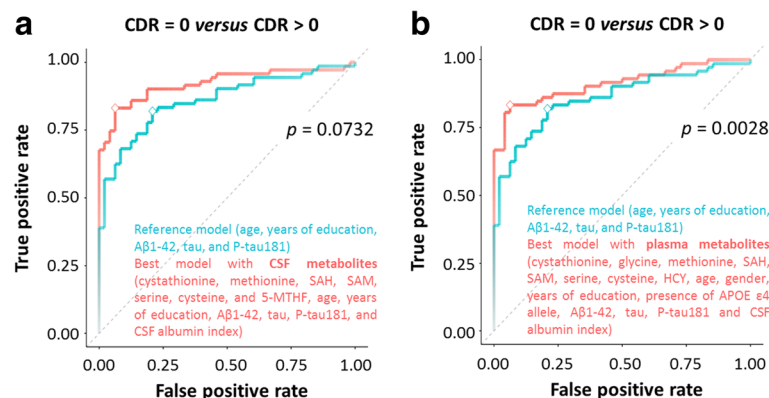 a
CDR = 0 versus CDR > 0
True positive rate
1.00
0.75
0.50
0.25
0.00
p = 0.0732
Reference model (age, years of education,
Aβ1-42, tau, and P-tau181)
Best model with CSF metabolites
(cystathionine, methionine, SAH, SAM,
serine, cysteine, and 5-MTHF, age, years
of education, Aβ1-42, tau, P-tau181, and
CSF albumin index)
0.00 0.25 0.50 0.75 1.00
False positive rate
b
CDR = 0 versus CDR > 0
True positive rate
1.00
0.75
0.50
0.25
0.00
p = 0.0028
Reference model (age, years of education,
Aβ1-42, tau, and P-tau181)
Best model with plasma metabolites
(cystathionine, glycine, methionine, SAH,
SAM, serine, cysteine, HCY, age, gender,
years of education, presence of APOE ε4
allele, Aβ1-42, tau, P-tau181 and CSF
albumin index)
0.00 0.25 0.50 0.75 1.00
False positive rate